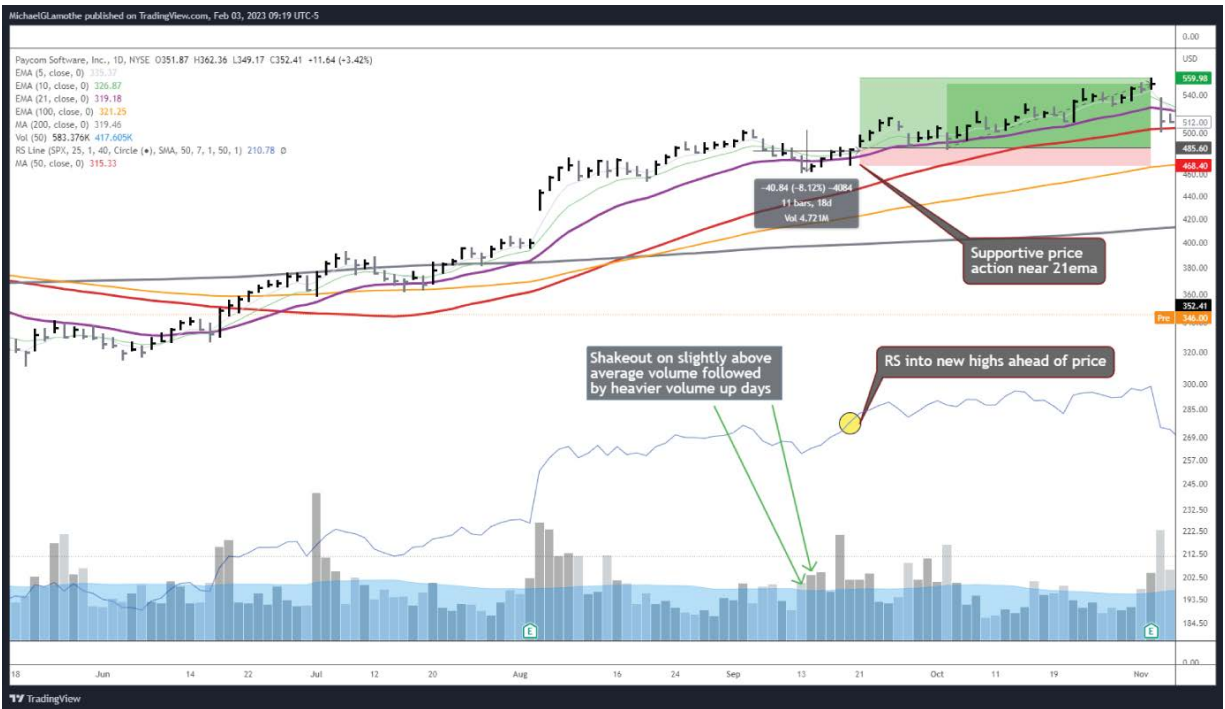 MichaelGLamothe published on TradingView.com, Feb 03, 2023 09:19 UTC-5
0.00
Paycom Software, Inc., 1D, NYSE O351.87 H362.36 L349.17 C352.41 +11.64 (+3.42%)
USD
EMA (5, close, 0) 335.37
EMA (10, close, 0) 326.87
EMA (21, close, 0) 319.18
EMA (100, close, 0) 321.25
MA (200, close, 0) 319.46
Vol (50) 583.376K 417.605K
RS Line (SPX, 25, 1, 40, Circle (●), SMA, 50, 7, 1, 50, 1) 210.78 Ø
MA (50, close, 0) 315.33
559.98
540.00
512.00
500.00
485.60
468.40
460.00
440.00
420.00
400.00
380.00
360.00
352.41
Pre 346.00
320.00
300.00
285.00
269.00
257.00
245.00
232.50
222.50
212.50
202.50
193.50
184.50
0.00
-40.84 (-8.12%) -4084
11 bars, 18d
Vol 4.721M
Supportive price
action near 21ema
Shakeout on slightly above
average volume followed
by heavier volume up days
RS into new highs ahead of price
E
E
18 Jun 14 22 Jul 12 20 Aug 16 24 Sep 13 21 Oct 11 19 Nov
TradingView